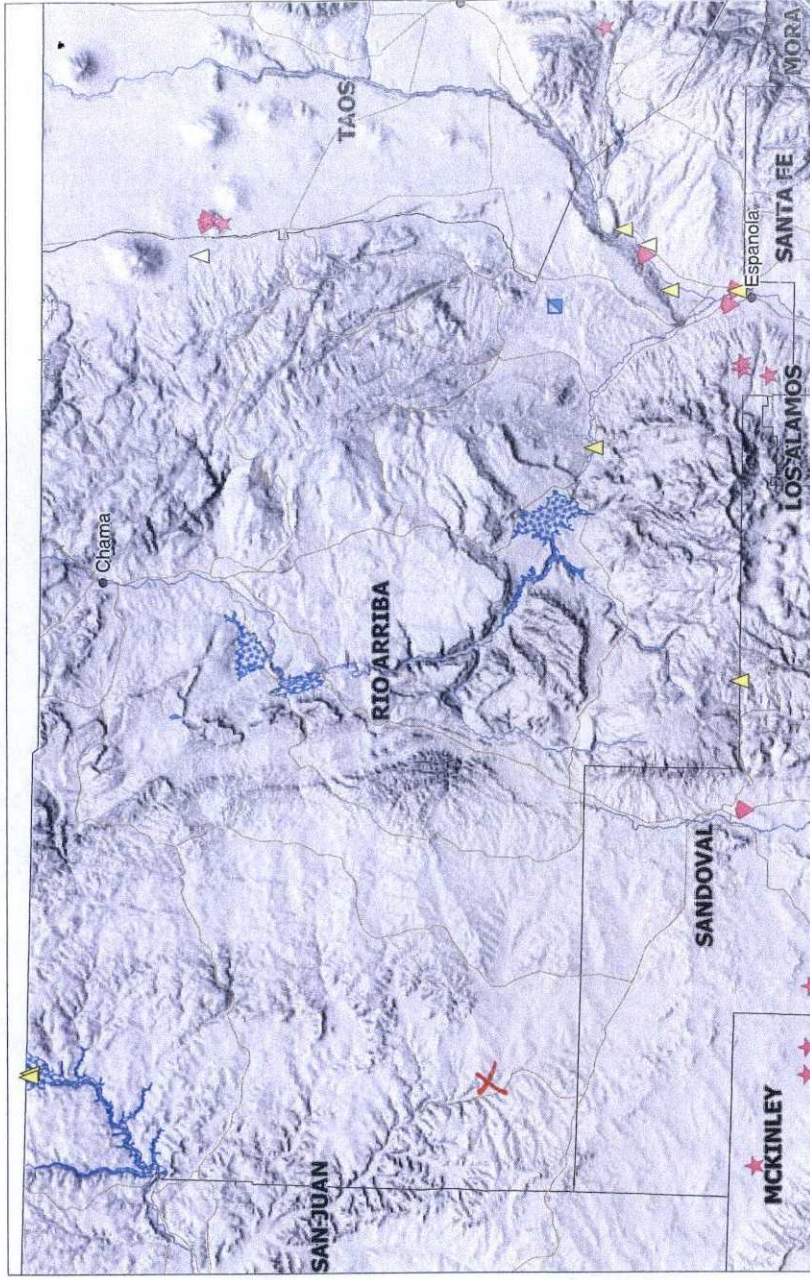 Chama
TAOS
SAN JUAN
RIO ARRIBA
SANDOVAL
Espanola
MCKINLEY
LOS ALAMOS
SANTA FE
MORA